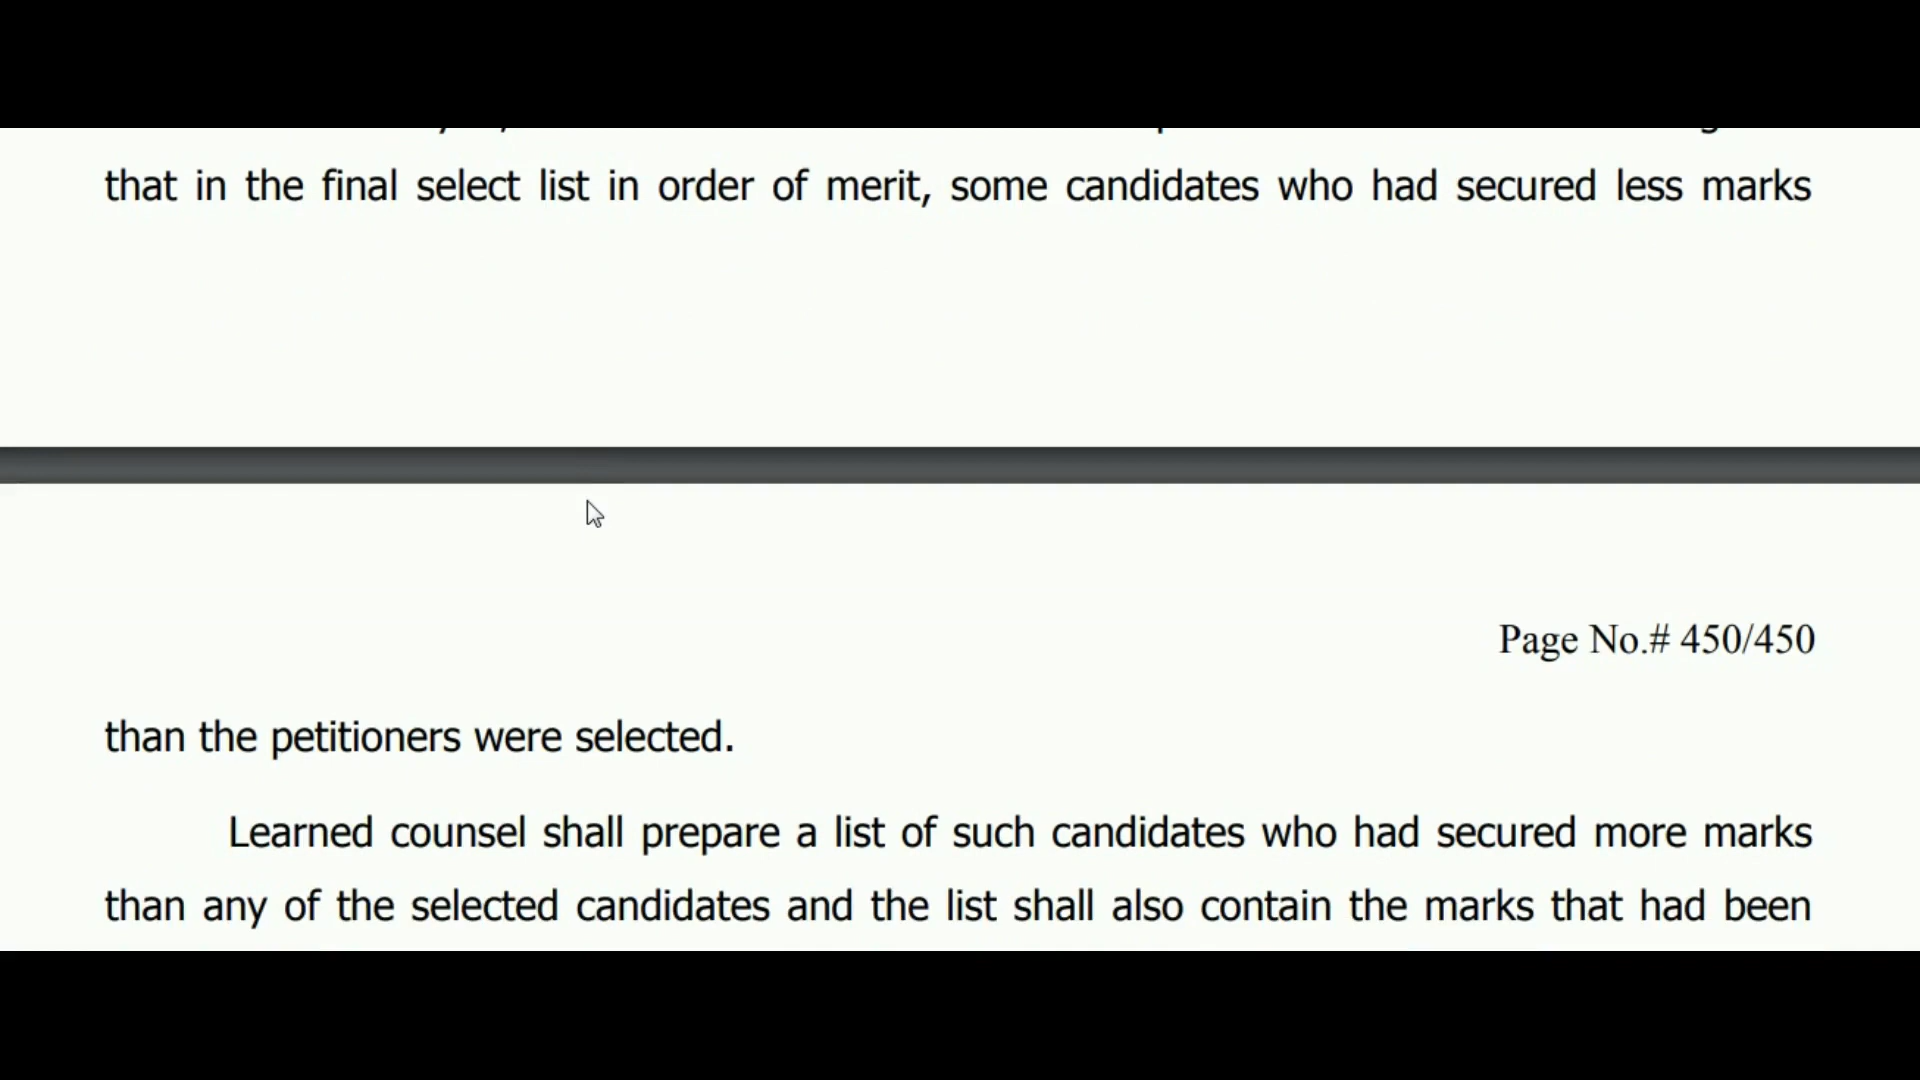 that in the final select list in order of merit, some candidates who had secured less marks
Page No.# 450/450
than the petitioners were selected.
Learned counsel shall prepare a list of such candidates who had secured more marks
than any of the selected candidates and the list shall also contain the marks that had been